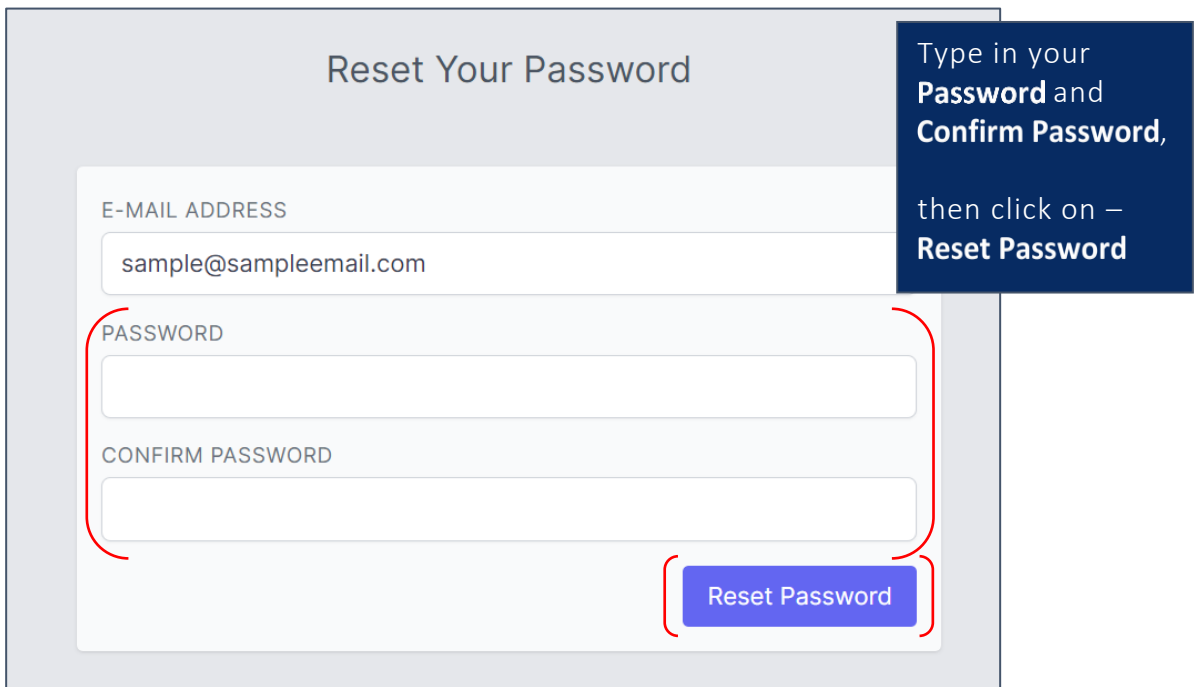 Reset Your Password
Type in your
Password and
Confirm Password,
then click on –
Reset Password
E-MAIL ADDRESS
sample@sampleemail.com
PASSWORD
CONFIRM PASSWORD
Reset Password